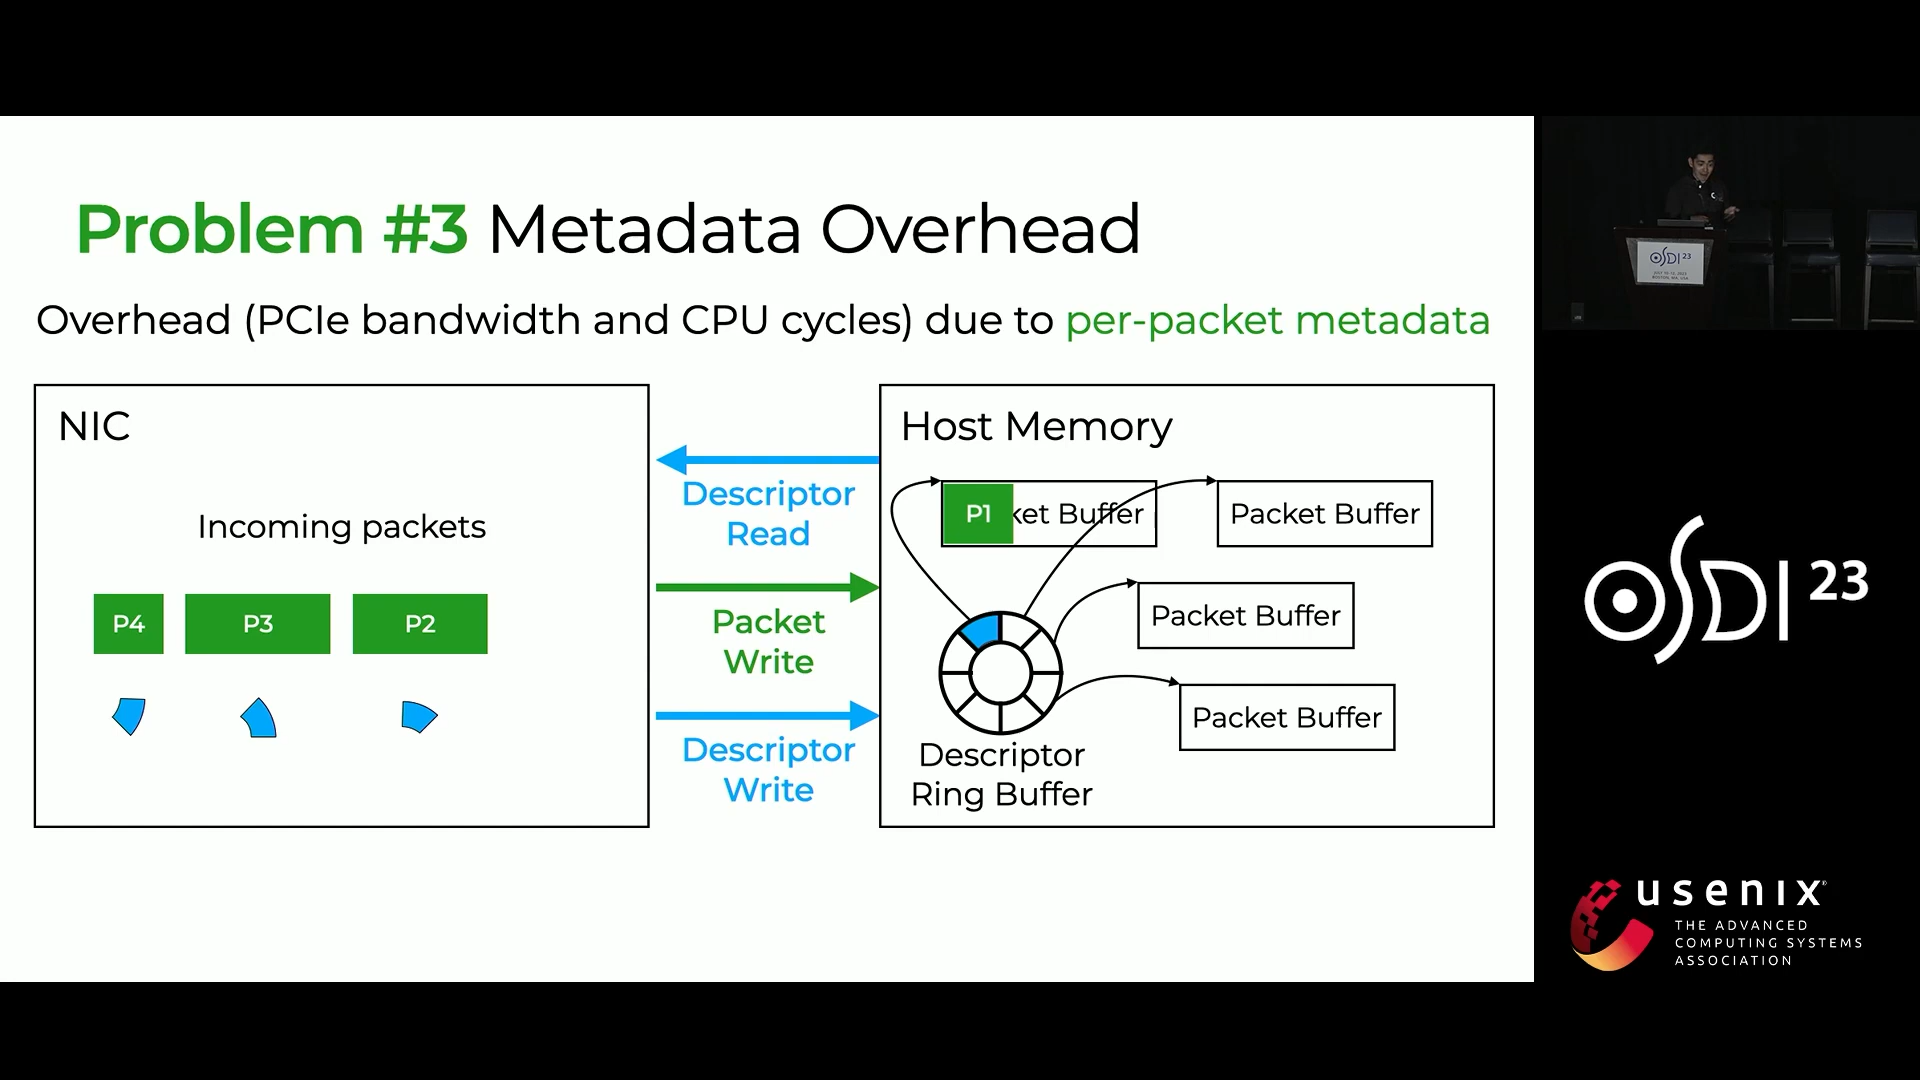 Problem #3 Metadata Overhead
Overhead (PCIe bandwidth and CPU cycles) due to per-packet metadata
NIC
Incoming packets
P4
P3
P2
Descriptor
Read
Packet
Write
Descriptor
Write
Host Memory
P1
ket Buffer
Packet Buffer
Packet Buffer
Packet Buffer
Descriptor
Ring Buffer
OSDI 23
OSDI 23
usenix
THE ADVANCED
COMPUTING SYSTEMS
ASSOCIATION